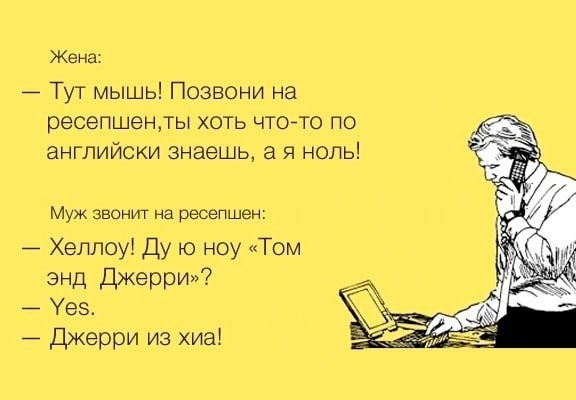 Жена:
— Тут мышь! Позвони на
ресепшен,ты хоть что-то по
английски знаешь, а я ноль!
Муж звонит на ресепшен:
— Хеллоу! Ду ю ноу «Том
энд Джерри»?
— Yes.
— Джерри из хиа!